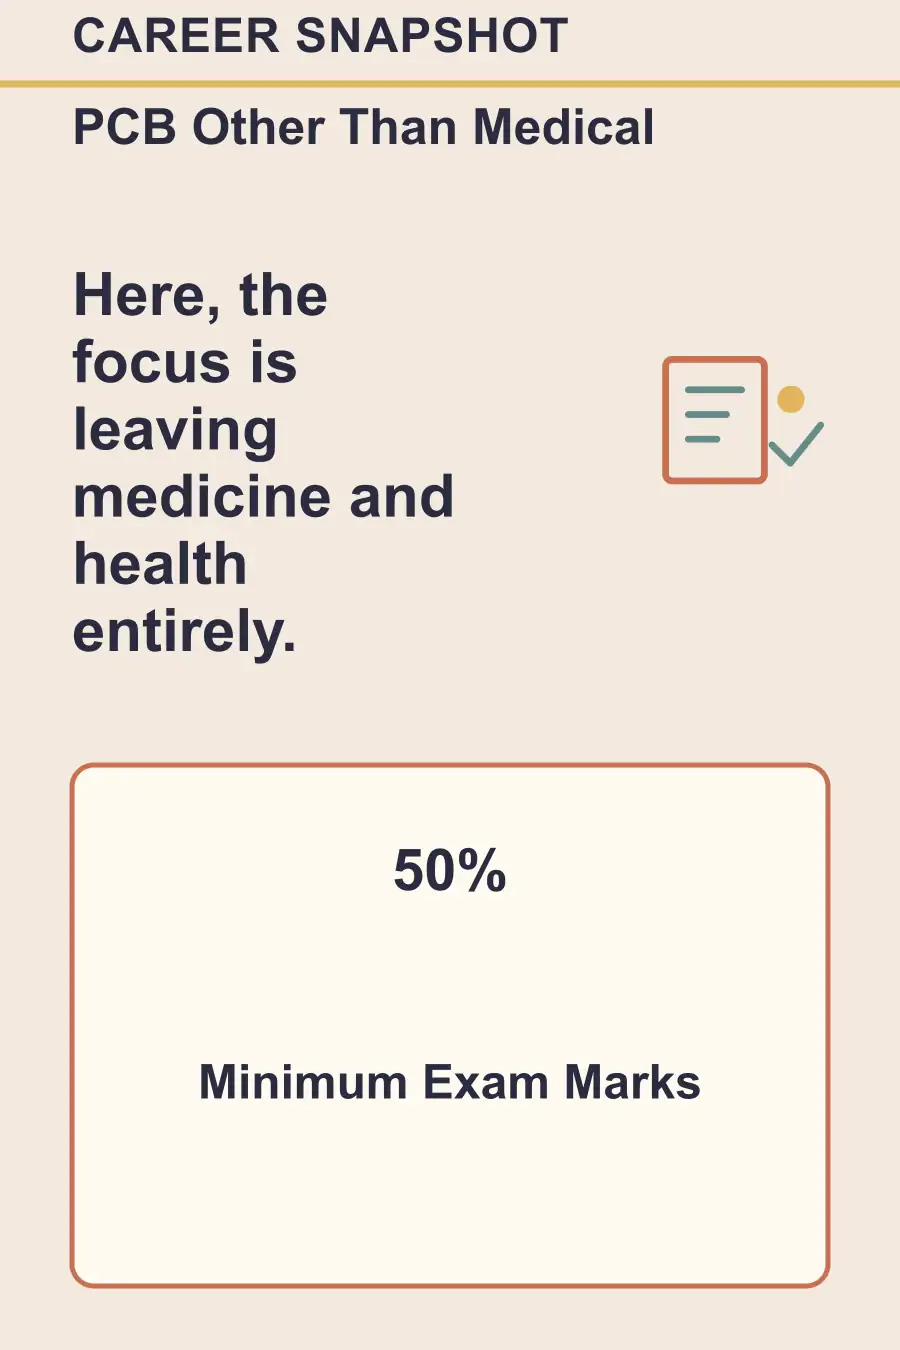 CAREER SNAPSHOT
PCB Other Than Medical
Here, the
focus is
leaving
medicine and
health
entirely.
50%
Minimum Exam Marks